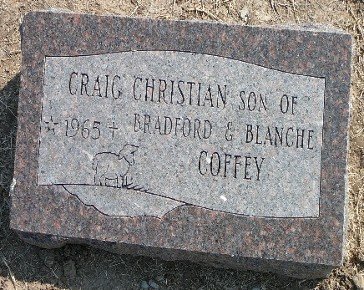 CRAIG CHRISTIAN SON OF
☆ 1965 ✝ BRADFORD & BLANCHE
COFFEY